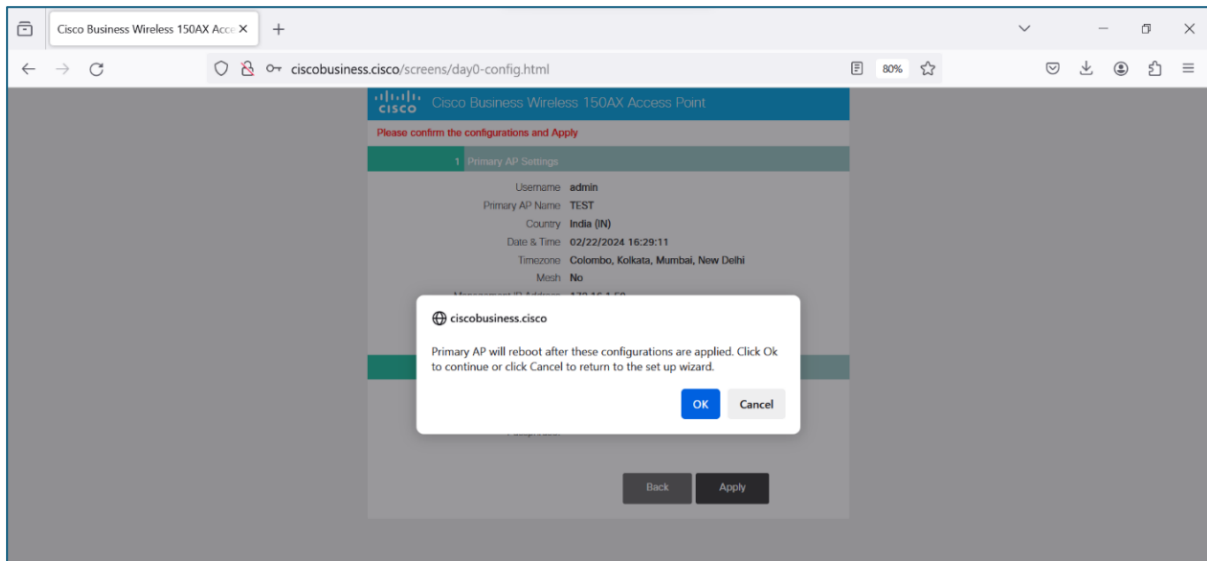 Cisco Business Wireless 150AX Acce
ciscobusiness.cisco/screens/day0-config.html
80%
CISCO Cisco Business Wireless 150AX Access Point
Please confirm the configurations and Apply
1 Primary AP Settings
Username admin
Primary AP Name TEST
Country India (IN)
Date & Time 02/22/2024 16:29:11
Timezone Colombo, Kolkata, Mumbai, New Delhi
Mesh No
ciscobusiness.cisco
Primary AP will reboot after these configurations are applied. Click Ok
to continue or click Cancel to return to the set up wizard.
OK Cancel
Back Apply